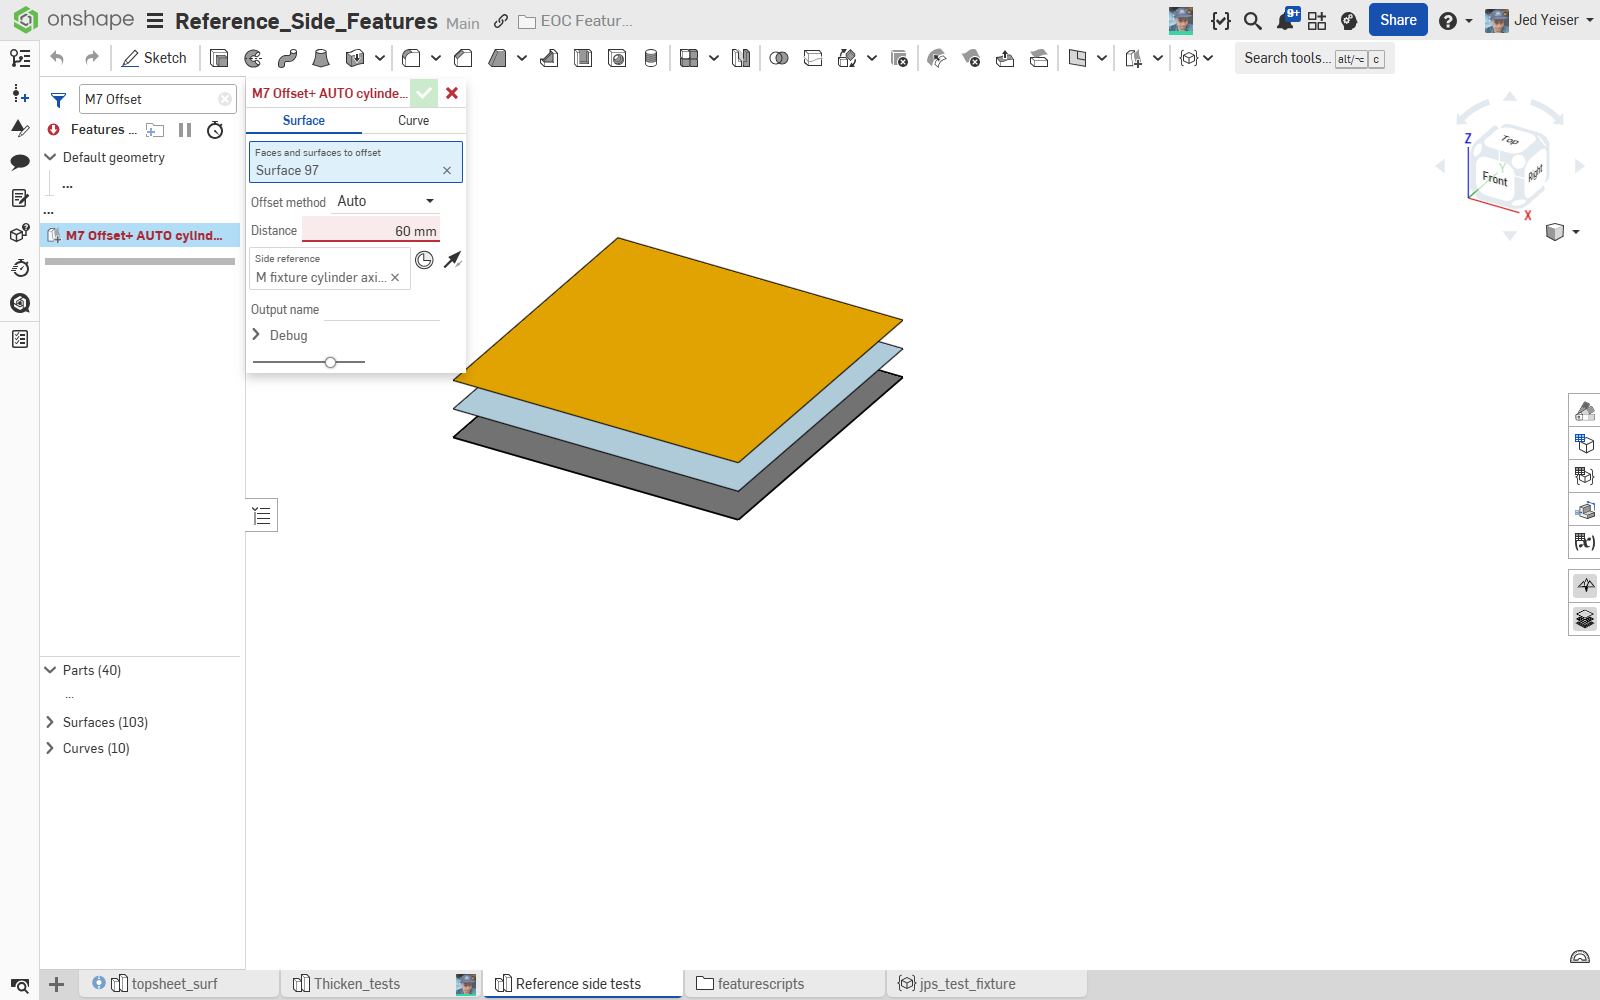 onshape
Reference_Side_Features
Main
EOC Featur...
9+
Share
Jed Yeiser
Sketch
Search tools...
alt/⌥
c
M7 Offset
Features ...
Default geometry
...
...
M7 Offset+ AUTO cylind...
M7 Offset+ AUTO cylinde...
Surface
Curve
Faces and surfaces to offset
Surface 97
Offset method
Auto
Distance
60 mm
Side reference
M fixture cylinder axi...
Output name
Debug
Z
Top
Y
Front
Right
X
Parts (40)
...
Surfaces (103)
Curves (10)
topsheet_surf
Thicken_tests
Reference side tests
featurescripts
jps_test_fixture